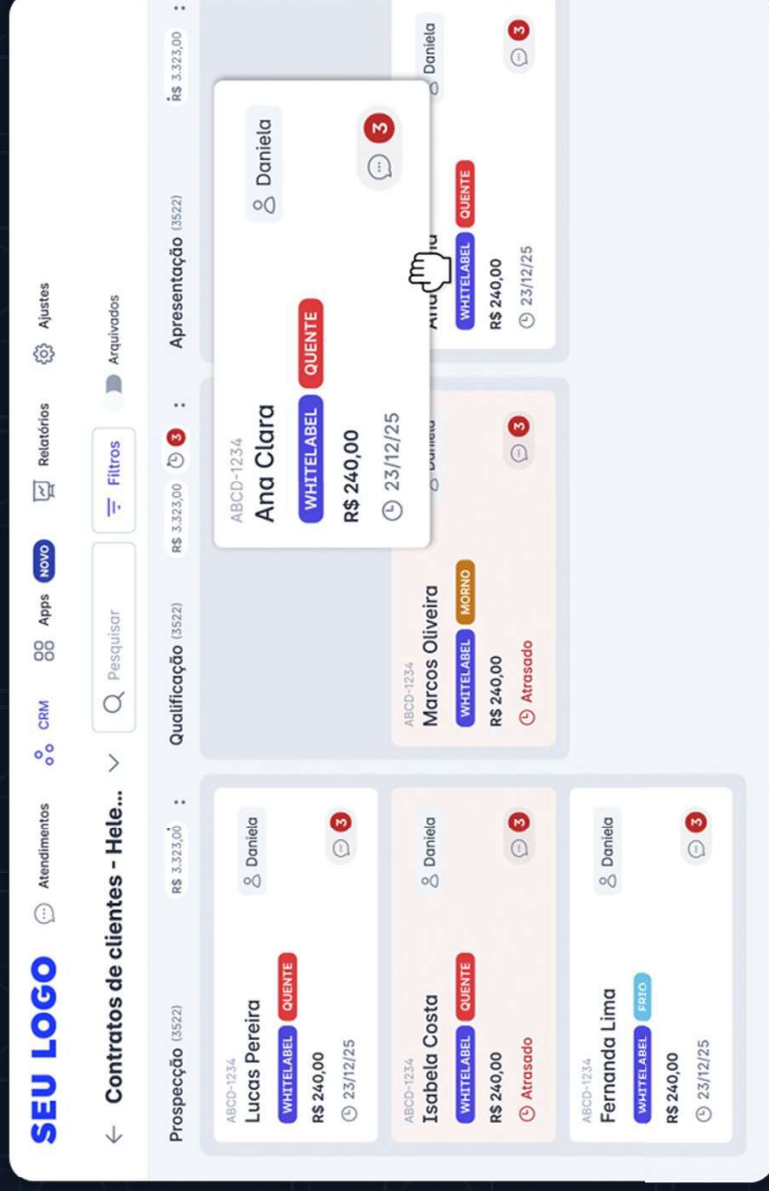 SEU LOGO
Atendimentos
CRM
Apps NOVO
Relatórios
Ajustes
Contratos de clientes - Hele...
Pesquisar
Filtros
Arquivados
Prospecção (3522)
R$ 3.323,00
ABCD-1234
Lucas Pereira
Daniela
WHITELABEL QUENTE
R$ 240,00
23/12/25
3
ABCD-1234
Isabela Costa
Daniela
WHITELABEL QUENTE
R$ 240,00
Atrasado
3
ABCD-1234
Fernanda Lima
Daniela
WHITELABEL FRIO
R$ 240,00
23/12/25
3
Qualificação (3522)
R$ 3.323,00
3
ABCD-1234
Marcos Oliveira
Daniela
WHITELABEL MORNO
R$ 240,00
Atrasado
3
Apresentação (3522)
R$ 3.323,00
ABCD-1234
Ana Clara
Daniela
WHITELABEL QUENTE
R$ 240,00
23/12/25
3
Daniela
WHITELABEL QUENTE
R$ 240,00
23/12/25
3